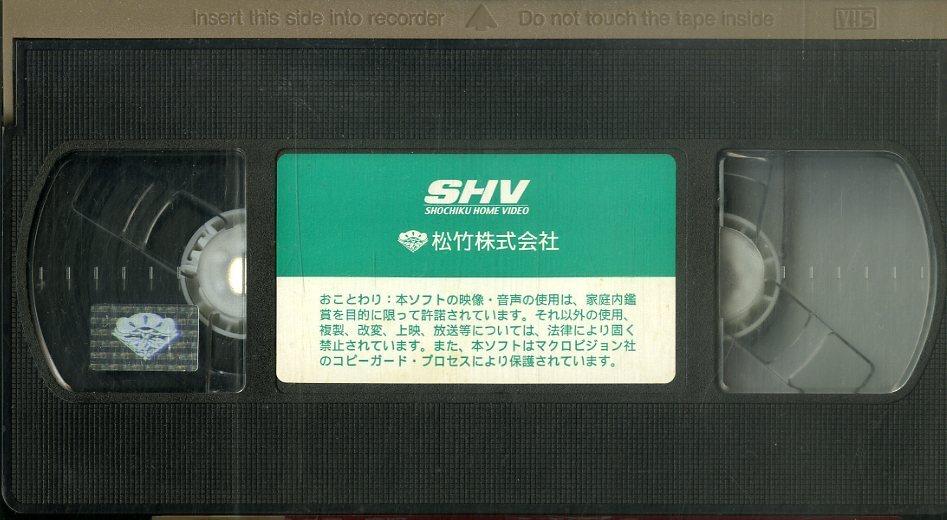 Insert this side into recorder Do not touch the tape inside VHS
SHV
SHOCHIKU HOME VIDEO
松竹株式会社
おことわり:本ソフトの映像・音声の使用は、家庭内鑑
賞を目的に限って許諾されています。それ以外の使用、
複製、改変、上映、放送等については、法律により固く
禁止されています。また、本ソフトはマクロビジョン社
のコピーガード・プロセスにより保護されています。